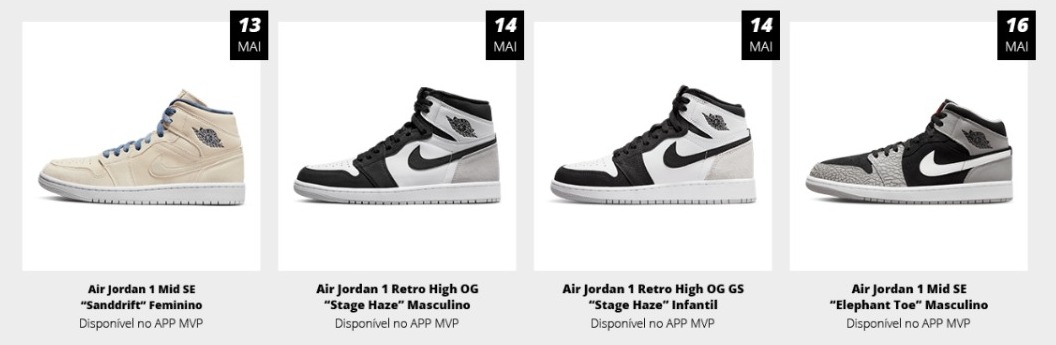 13
MAI
Air Jordan 1 Mid SE
“Sanddrift” Feminino
Disponível no APP MVP
14
MAI
Air Jordan 1 Retro High OG
“Stage Haze” Masculino
Disponível no APP MVP
14
MAI
Air Jordan 1 Retro High OG GS
“Stage Haze” Infantil
Disponível no APP MVP
16
MAI
Air Jordan 1 Mid SE
“Elephant Toe” Masculino
Disponível no APP MVP